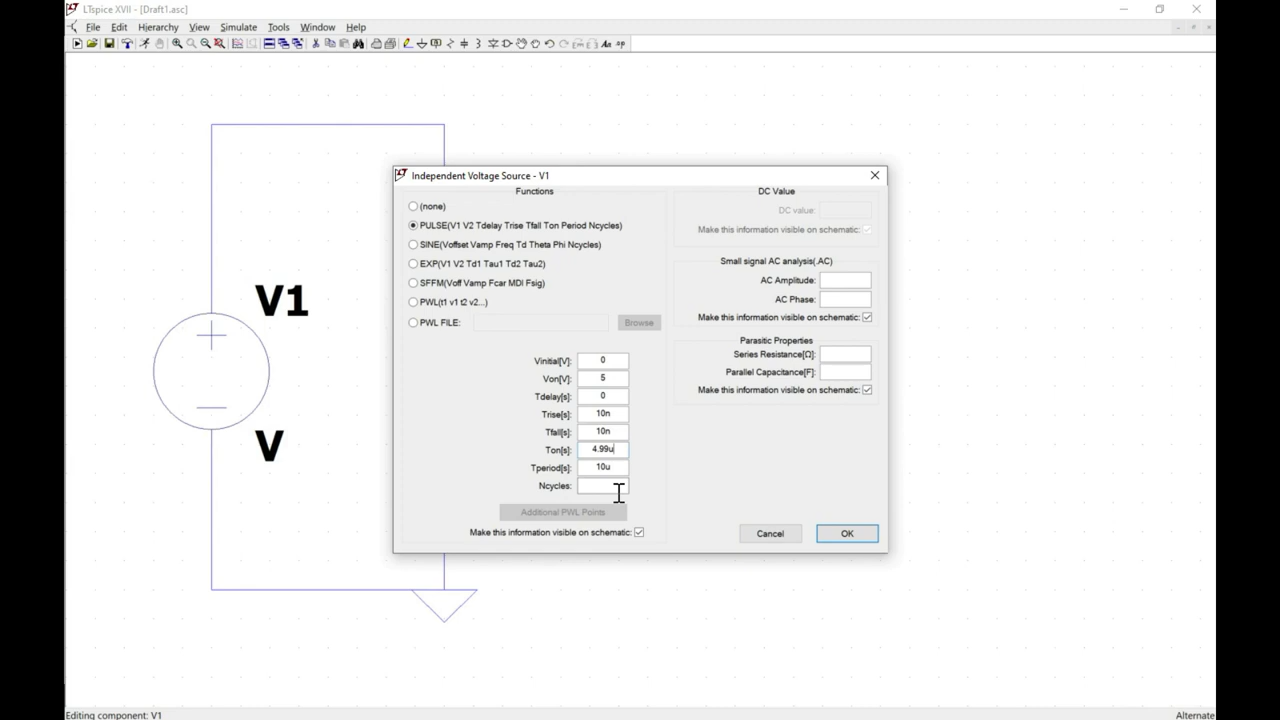 LTspice XVII - [Draft1.asc]
File Edit Hierarchy View Simulate Tools Window Help
Independent Voltage Source - V1
Functions
(none)
PULSE(V1 V2 Tdelay Trise Tfall Ton Period Ncycles)
SINE(Voffset Vamp Freq Td Theta Phi Ncycles)
EXP(V1 V2 Td1 Tau1 Td2 Tau2)
SFFM(Voff Vamp Fcar MDI Fsig)
PWL(t1 v1 t2 v2...)
PWL FILE: Browse
Vinitial[V]: 0
Von[V]: 5
Tdelay[s]: 0
Trise[s]: 10n
Tfall[s]: 10n
Ton[s]: 4.99u
Tperiod[s]: 10u
Ncycles:
Additional PWL Points
Make this information visible on schematic:
DC Value
DC value:
Make this information visible on schematic:
Small signal AC analysis(.AC)
AC Amplitude:
AC Phase:
Make this information visible on schematic:
Parasitic Properties
Series Resistance[Ω]:
Parallel Capacitance[F]:
Make this information visible on schematic:
Cancel OK
V1
V
Editing component: V1 Alternate